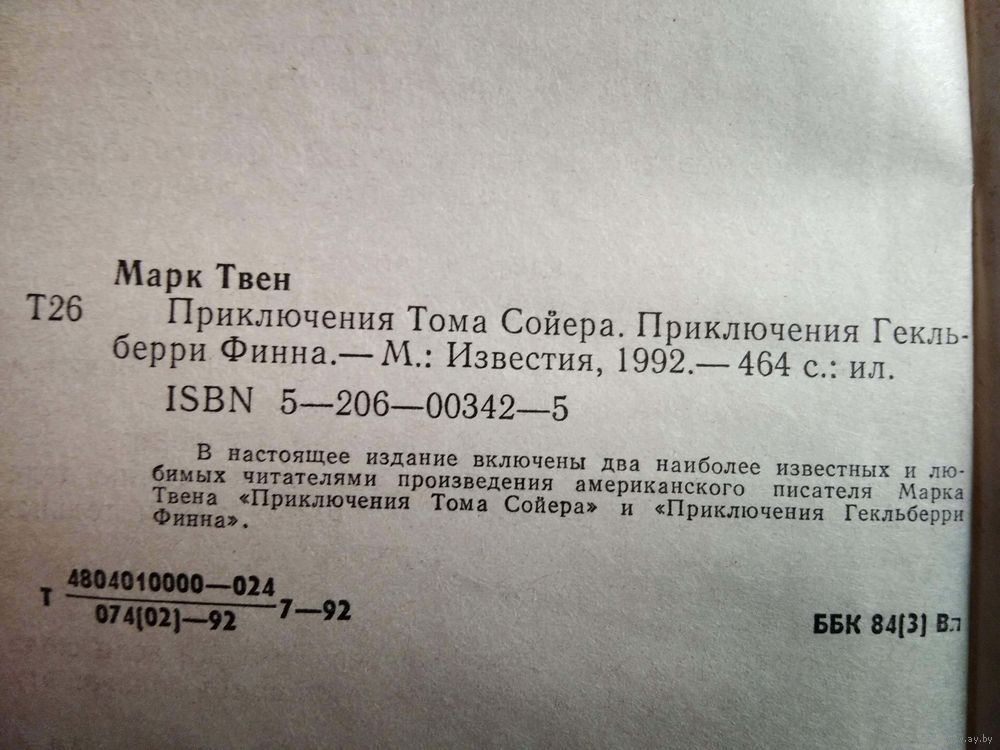 Марк Твен
Т26 Приключения Тома Сойера. Приключения Гекль-
берри Финна.— М.: Известия, 1992.— 464 с.: ил.
ISBN 5—206—00342—5
В настоящее издание включены два наиболее известных и лю-
бимых читателями произведения американского писателя Марка
Твена «Приключения Тома Сойера» и «Приключения Гекльберри
Финна».
4804010000—024
Т 7—92
074(02)—92
ББК 84(3)
ay.by